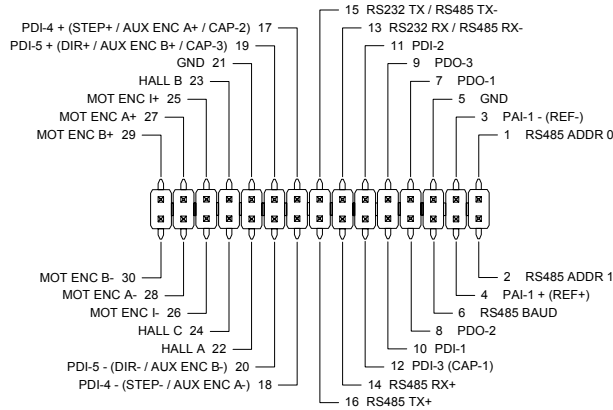 15 RS232 TX / RS485 TX-
PDI-4 + (STEP+ / AUX ENC A+ / CAP-2) 17
13 RS232 RX / RS485 RX-
PDI-5 + (DIR+ / AUX ENC B+ / CAP-3) 19
11 PDI-2
GND 21
9 PDO-3
HALL B 23
7 PDO-1
MOT ENC I+ 25
5 GND
MOT ENC A+ 27
3 PAI-1 - (REF-)
MOT ENC B+ 29
1 RS485 ADDR 0
MOT ENC B- 30
2 RS485 ADDR 1
MOT ENC A- 28
4 PAI-1 + (REF+)
MOT ENC I- 26
6 RS485 BAUD
HALL C 24
8 PDO-2
HALL A 22
10 PDI-1
PDI-5 - (DIR- / AUX ENC B-) 20
12 PDI-3 (CAP-1)
PDI-4 - (STEP- / AUX ENC A-) 18
14 RS485 RX+
16 RS485 TX+